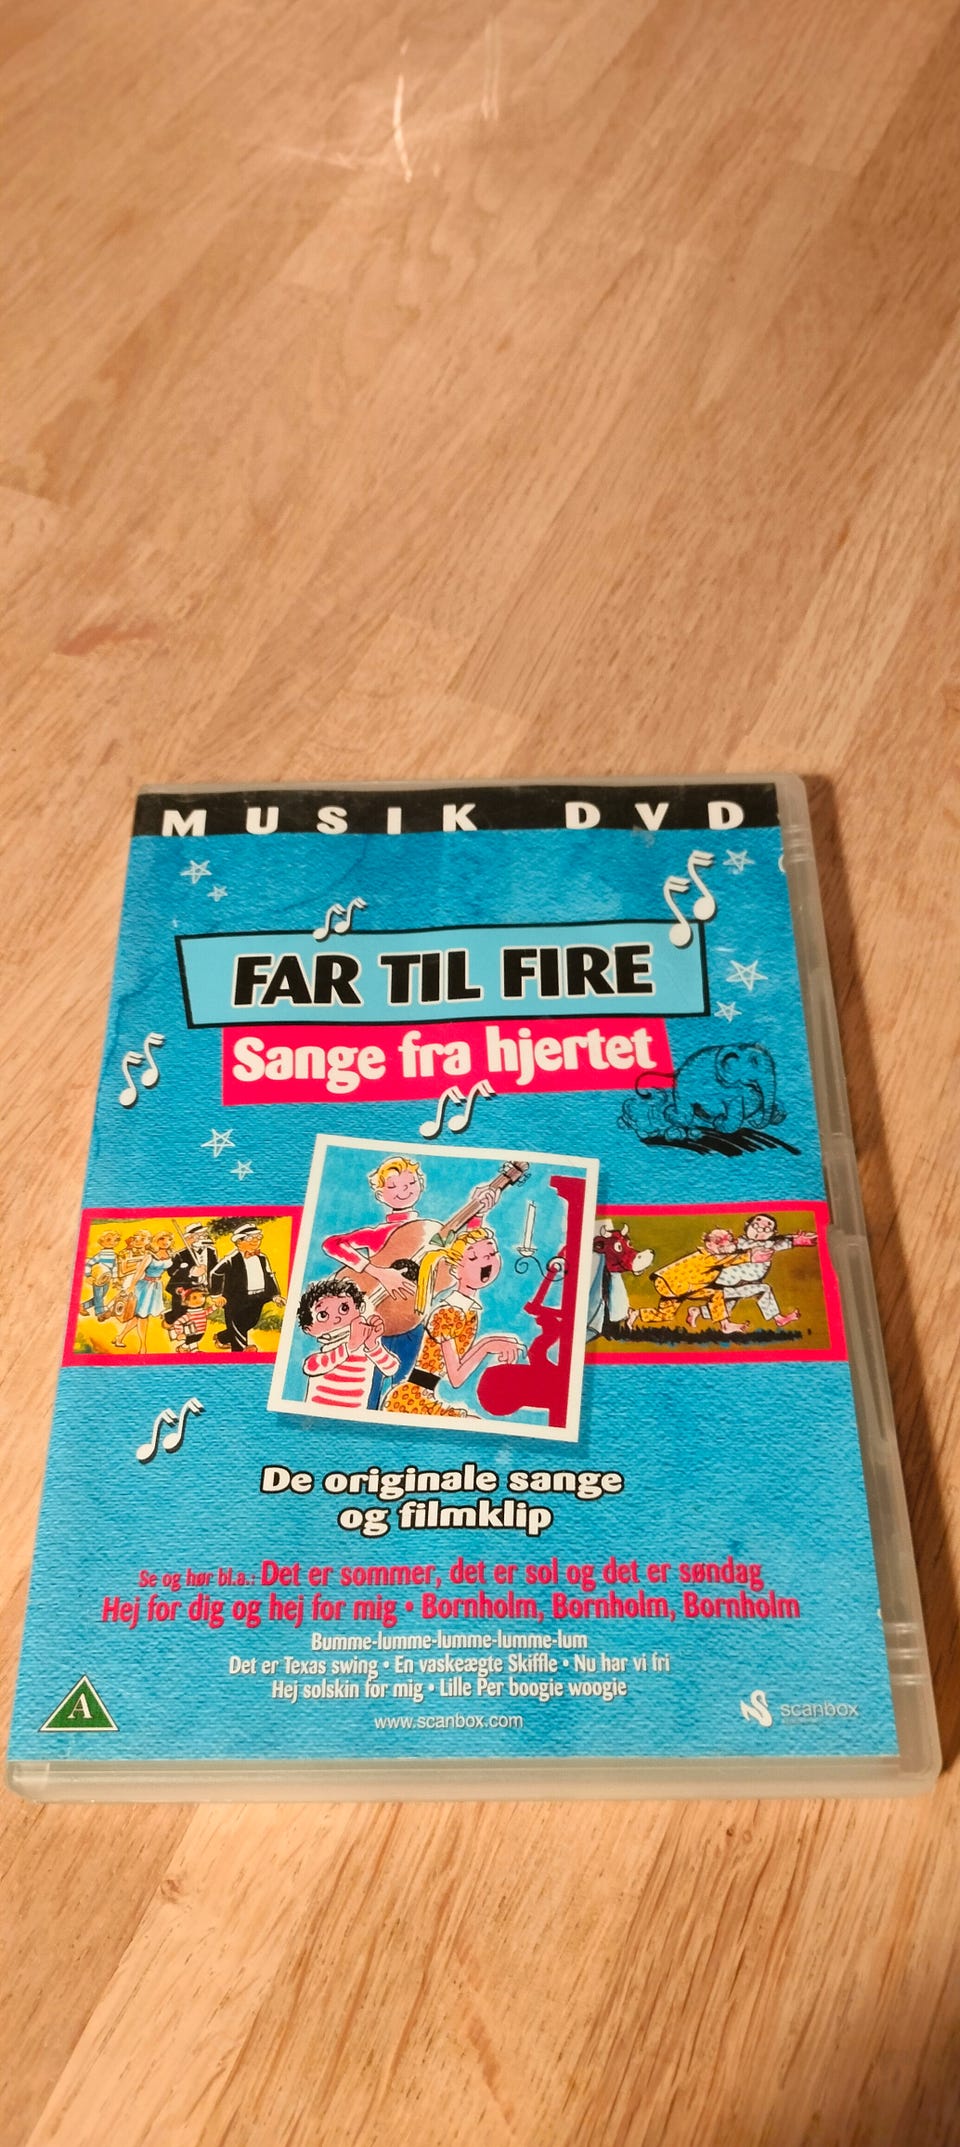 MUSIK DVD
FAR TIL FIRE
Sange fra hjertet
De originale sange
og filmklip
Se og hør bl.a.: Det er sommer, det er sol og det er søndag
Hej for dig og hej for mig • Bornholm, Bornholm, Bornholm
Bumme-lumme-lumme-lumme-lum
Det er Texas swing • En vaskeægte Skiffle • Nu har vi fri
Hej solskin for mig • Lille Per boogie woogie
A
www.scanbox.com
scanbox